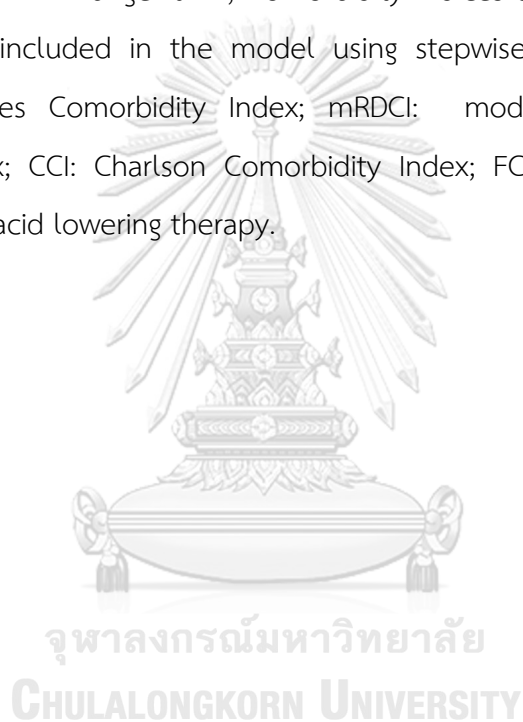 included in the model using stepwise
es Comorbidity Index; mRDCI: mod
x; CCI: Charlson Comorbidity Index; FC
acid lowering therapy.
จุฬาลงกรณ์มหาวิทยาลัย
CHULALONGKORN UNIVERSITY